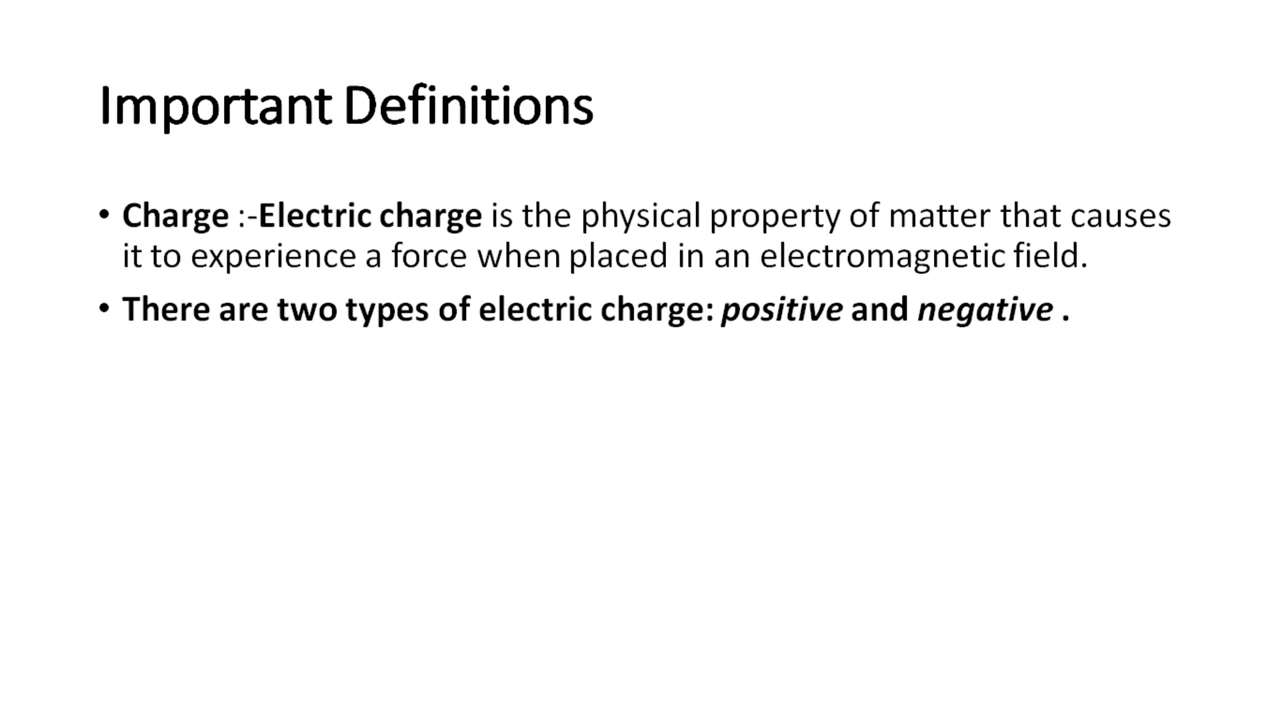 Important Definitions
• Charge :-Electric charge is the physical property of matter that causes
it to experience a force when placed in an electromagnetic field.
• There are two types of electric charge: positive and negative .